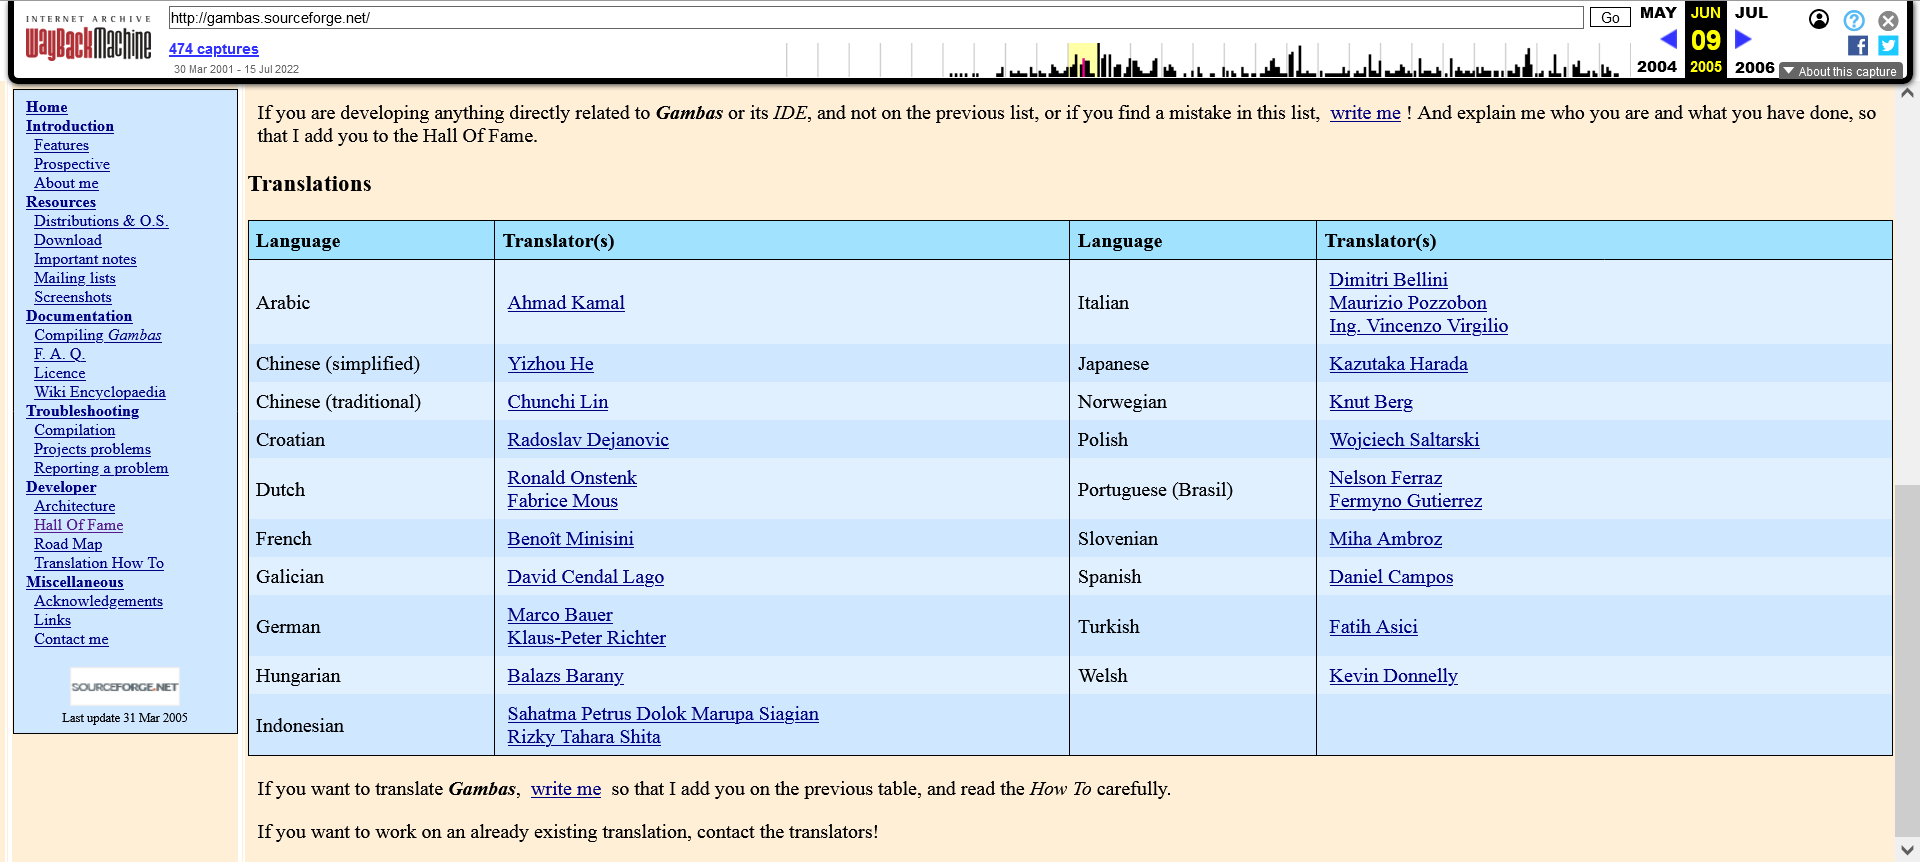 INTERNET ARCHIVE
WayBackMachine
http://gambas.sourceforge.net/
Go
474 captures
30 Mar 2001 - 15 Jul 2022
MAY JUN JUL
09
2004 2005 2006
About this capture
Home
Introduction
Features
Prospective
About me
Resources
Distributions & O.S.
Download
Important notes
Mailing lists
Screenshots
Documentation
Compiling Gambas
F. A. Q.
Licence
Wiki Encyclopaedia
Troubleshooting
Compilation
Projects problems
Reporting a problem
Developer
Architecture
Hall Of Fame
Road Map
Translation How To
Miscellaneous
Acknowledgements
Links
Contact me
SOURCEFORGE.NET
Last update 31 Mar 2005
If you are developing anything directly related to Gambas or its IDE, and not on the previous list, or if you find a mistake in this list, write me ! And explain me who you are and what you have done, so
that I add you to the Hall Of Fame.
Translations
Language Translator(s) Language Translator(s)
Arabic Ahmad Kamal Italian Dimitri Bellini
Maurizio Pozzobon
Ing. Vincenzo Virgilio
Chinese (simplified) Yizhou He Japanese Kazutaka Harada
Chinese (traditional) Chunchi Lin Norwegian Knut Berg
Croatian Radoslav Dejanovic Polish Wojciech Saltarski
Dutch Ronald Onstenk
Fabrice Mous Portuguese (Brasil) Nelson Ferraz
Fermyno Gutierrez
French Benoît Minisini Slovenian Miha Ambroz
Galician David Cendal Lago Spanish Daniel Campos
German Marco Bauer
Klaus-Peter Richter Turkish Fatih Asici
Hungarian Balazs Barany Welsh Kevin Donnelly
Indonesian Sahatma Petrus Dolok Marupa Siagian
Rizky Tahara Shita
If you want to translate Gambas, write me so that I add you on the previous table, and read the How To carefully.
If you want to work on an already existing translation, contact the translators!